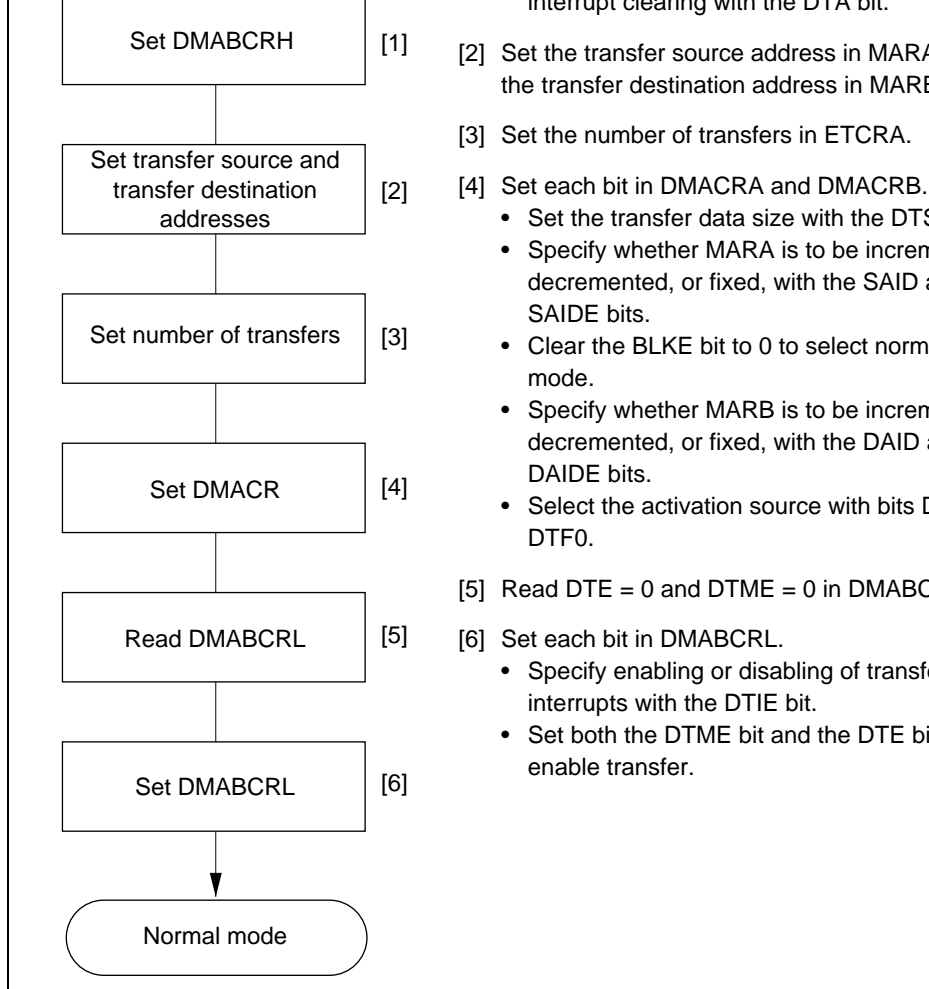 interrupt clearing with the DTA bit.
Set DMABCRH
[1]
[2] Set the transfer source address in MARA
the transfer destination address in MARB
Set transfer source and
transfer destination
addresses
[2]
[3] Set the number of transfers in ETCRA.
[4] Set each bit in DMACRA and DMACRB.
• Set the transfer data size with the DTS
• Specify whether MARA is to be increm
decremented, or fixed, with the SAID a
SAIDE bits.
• Clear the BLKE bit to 0 to select norm
mode.
• Specify whether MARB is to be increm
decremented, or fixed, with the DAID a
DAIDE bits.
• Select the activation source with bits D
DTF0.
Set number of transfers
[3]
Set DMACR
[4]
[5] Read DTE = 0 and DTME = 0 in DMABC
Read DMABCRL
[5]
[6] Set each bit in DMABCRL.
• Specify enabling or disabling of transfe
interrupts with the DTIE bit.
• Set both the DTME bit and the DTE bi
enable transfer.
Set DMABCRL
[6]
Normal mode